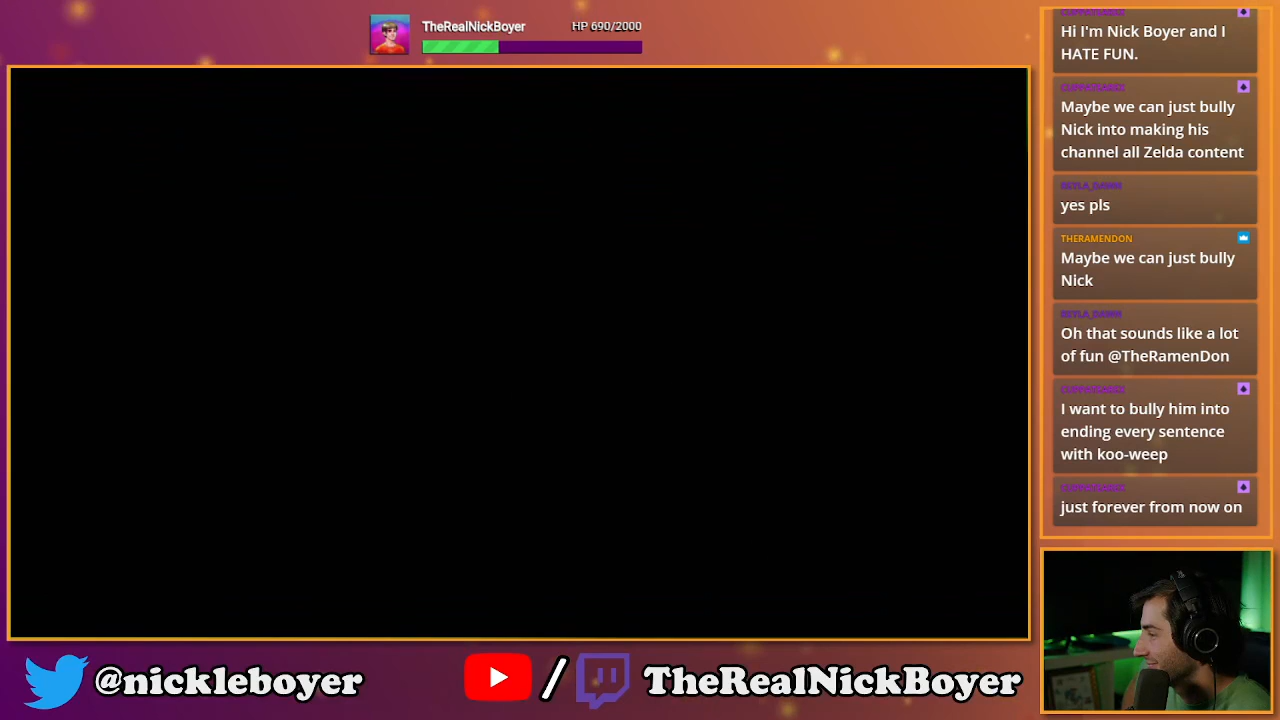 TheRealNickBoyer HP 690/2000
Hi I'm Nick Boyer and I
HATE FUN.
Maybe we can just bully
Nick into making his
channel all Zelda content
yes pls
THERAMENDON
Maybe we can just bully
Nick
Oh that sounds like a lot
of fun @TheRamenDon
I want to bully him into
ending every sentence
with koo-weep
just forever from now on
@nickleboyer / TheRealNickBoyer